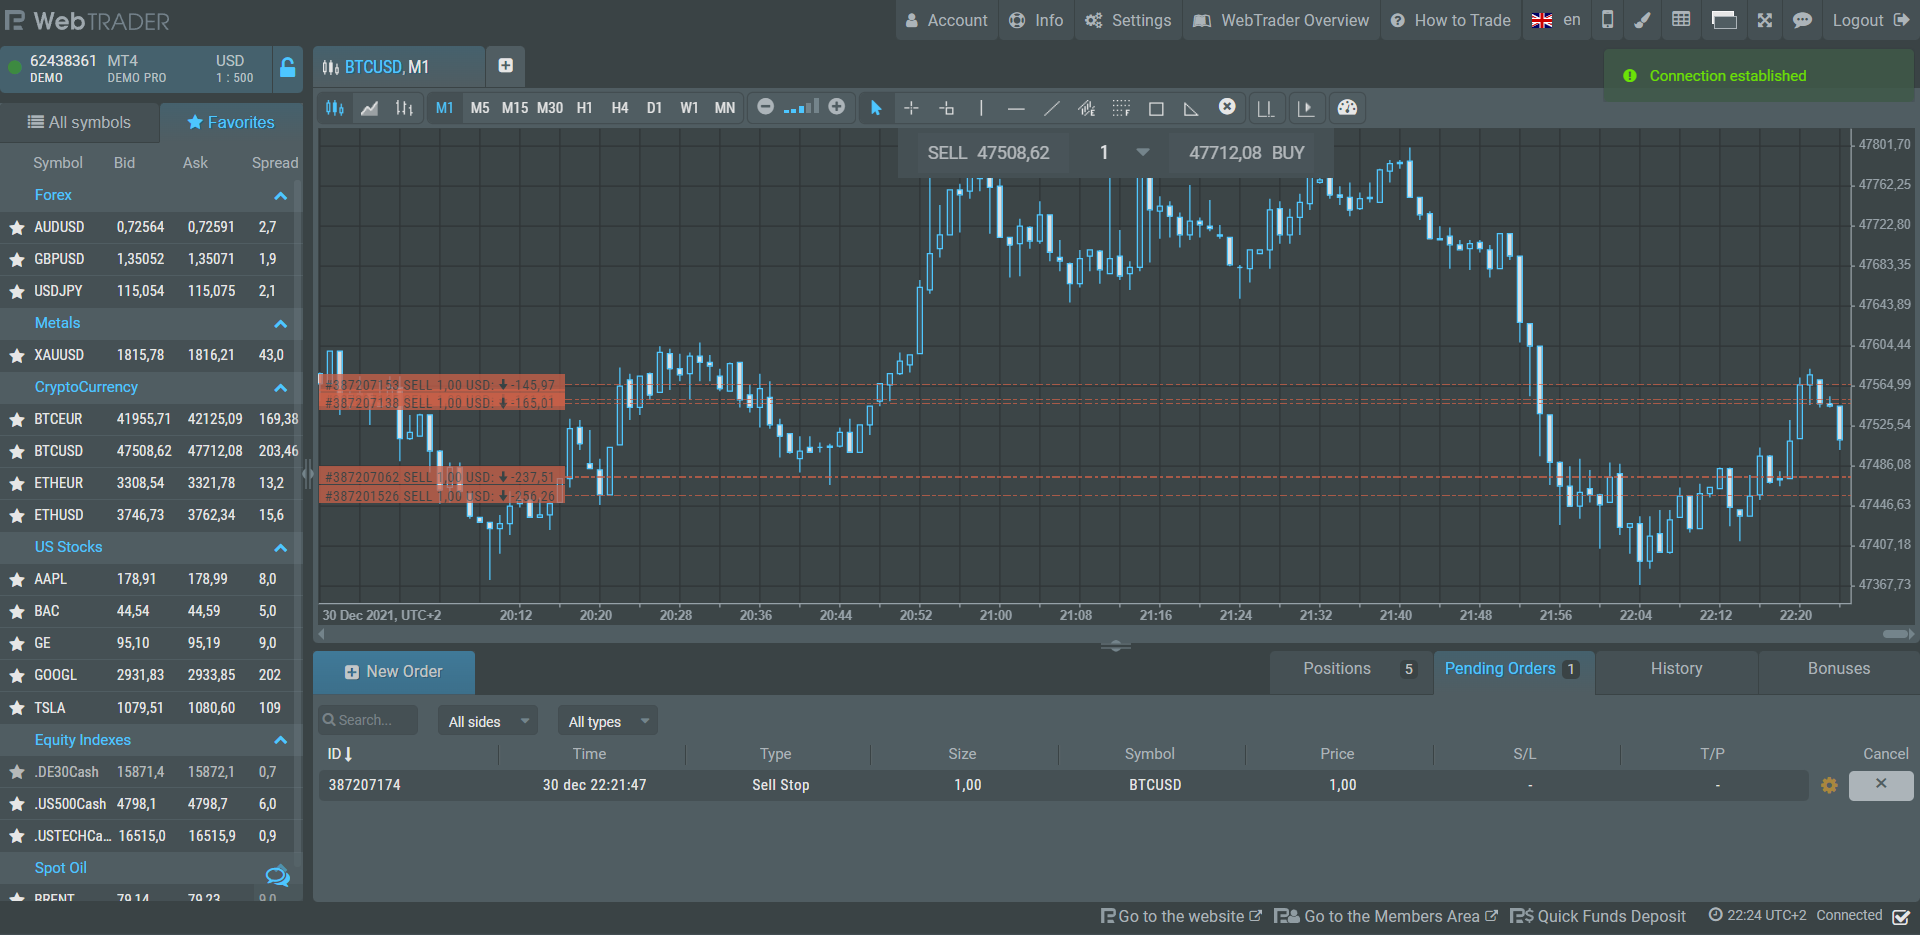 WebTRADER
Account Info Settings WebTrader Overview How to Trade en Logout
62438361 MT4 USD
DEMO DEMO PRO 1 : 500
BTCUSD, M1
Connection established
M1 M5 M15 M30 H1 H4 D1 W1 MN
All symbols Favorites
Symbol Bid Ask Spread
Forex
AUDUSD 0,72564 0,72591 2,7
GBPUSD 1,35052 1,35071 1,9
USDJPY 115,054 115,075 2,1
Metals
XAUUSD 1815,78 1816,21 43,0
CryptoCurrency
BTCEUR 41955,71 42125,09 169,38
BTCUSD 47508,62 47712,08 203,46
ETHEUR 3308,54 3321,78 13,2
ETHUSD 3746,73 3762,34 15,6
US Stocks
AAPL 178,91 178,99 8,0
BAC 44,54 44,59 5,0
GE 95,10 95,19 9,0
GOOGL 2931,83 2933,85 202
TSLA 1079,51 1080,60 109
Equity Indexes
.DE30Cash 15871,4 15872,1 0,7
.US500Cash 4798,1 4798,7 6,0
.USTECHCa... 16515,0 16515,9 0,9
Spot Oil
BRENT 79,14 79,23 9,0
SELL 47508,62 1 47712,08 BUY
47801,70
47762,25
47722,80
47683,35
47643,89
47604,44
47564,99
47525,54
47486,08
47446,63
47407,18
47367,73
#387207153 SELL 1,00 USD: -145,97
#387207138 SELL 1,00 USD: -165,01
#387207062 SELL 1,00 USD: -237,51
#387201526 SELL 1,00 USD: -256,26
30 Dec 2021, UTC+2 20:12 20:20 20:28 20:36 20:44 20:52 21:00 21:08 21:16 21:24 21:32 21:40 21:48 21:56 22:04 22:12 22:20
New Order
Positions 5 Pending Orders 1 History Bonuses
Search... All sides All types
ID Time Type Size Symbol Price S/L T/P Cancel
387207174 30 dec 22:21:47 Sell Stop 1,00 BTCUSD 1,00 - -
Go to the website Go to the Members Area Quick Funds Deposit 22:24 UTC+2 Connected